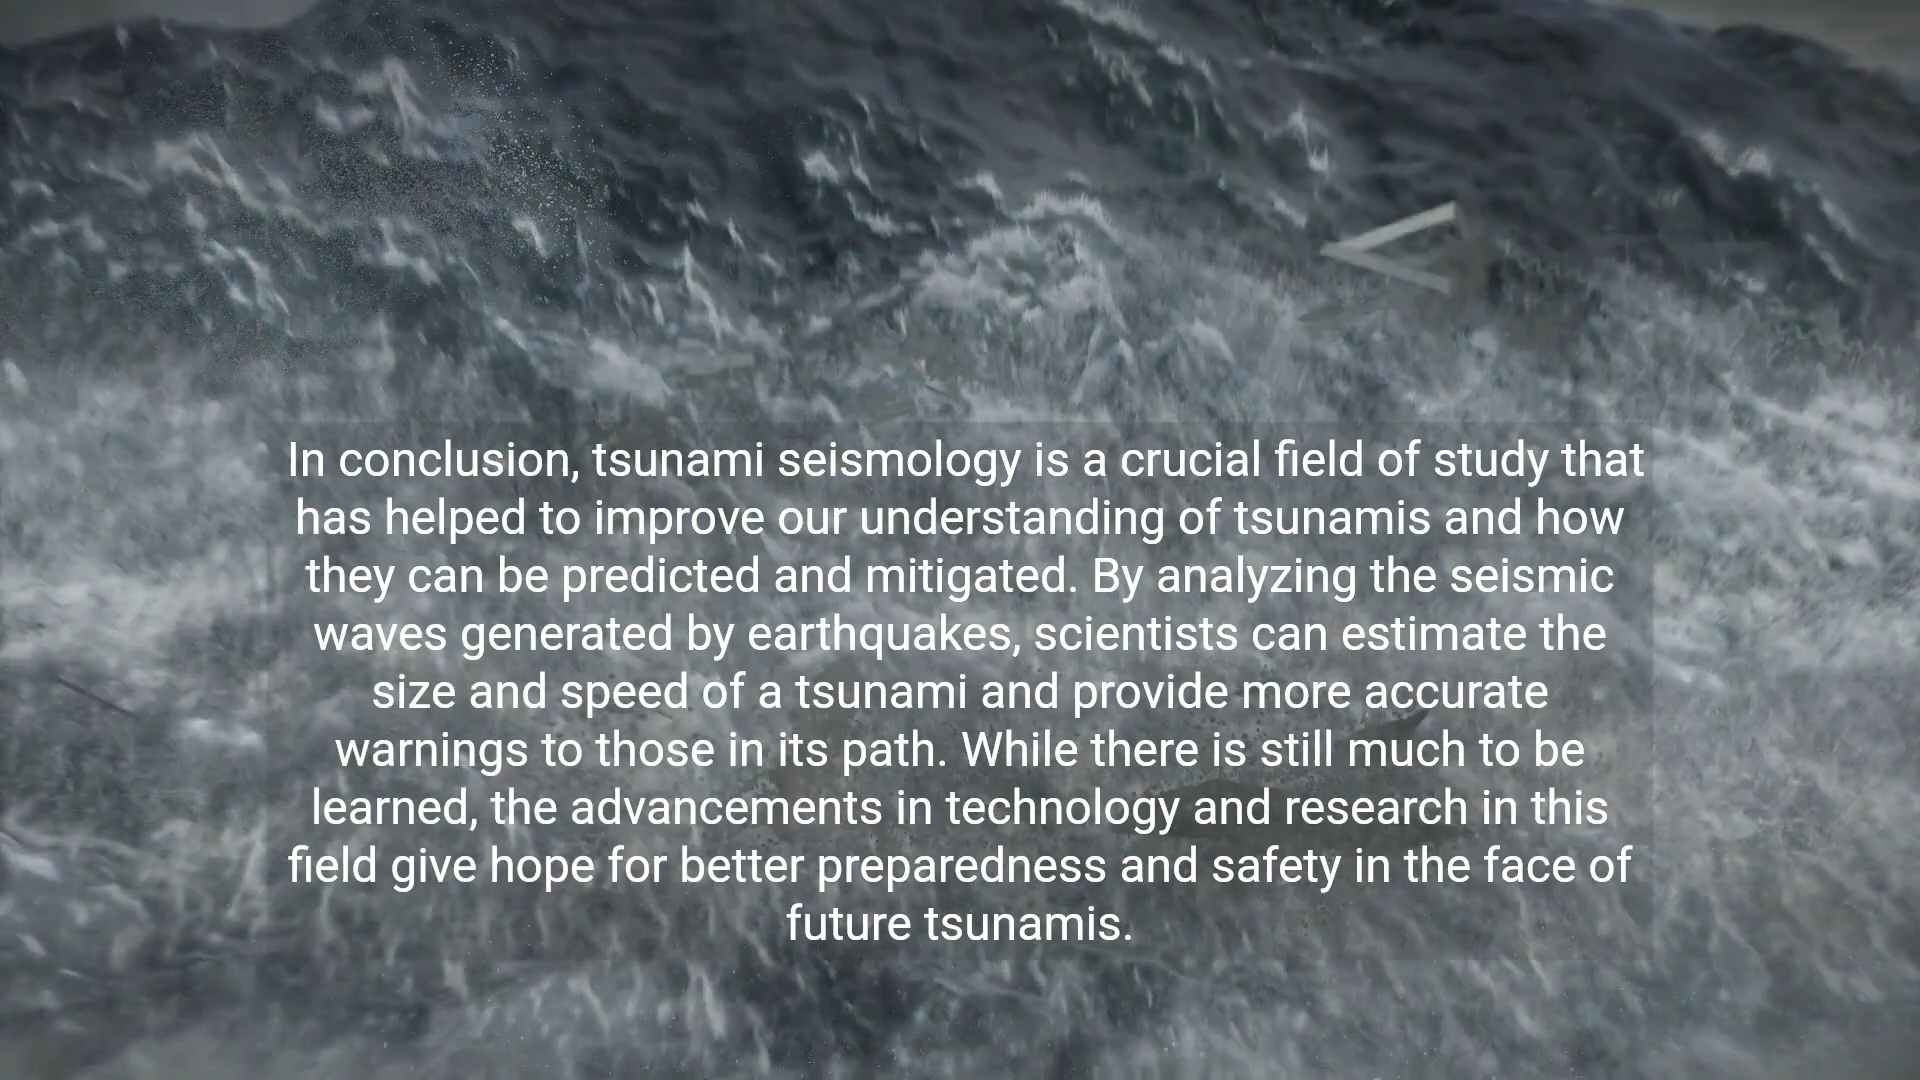 In conclusion, tsunami seismology is a crucial field of study that
has helped to improve our understanding of tsunamis and how
they can be predicted and mitigated. By analyzing the seismic
waves generated by earthquakes, scientists can estimate the
size and speed of a tsunami and provide more accurate
warnings to those in its path. While there is still much to be
learned, the advancements in technology and research in this
field give hope for better preparedness and safety in the face of
future tsunamis.